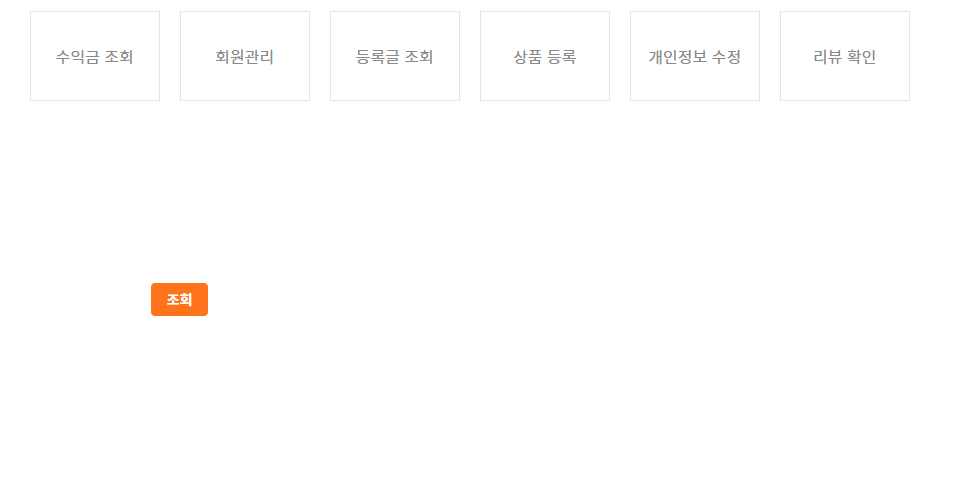 수익금 조회
회원관리
등록글 조회
상품 등록
개인정보 수정
리뷰 확인
조회